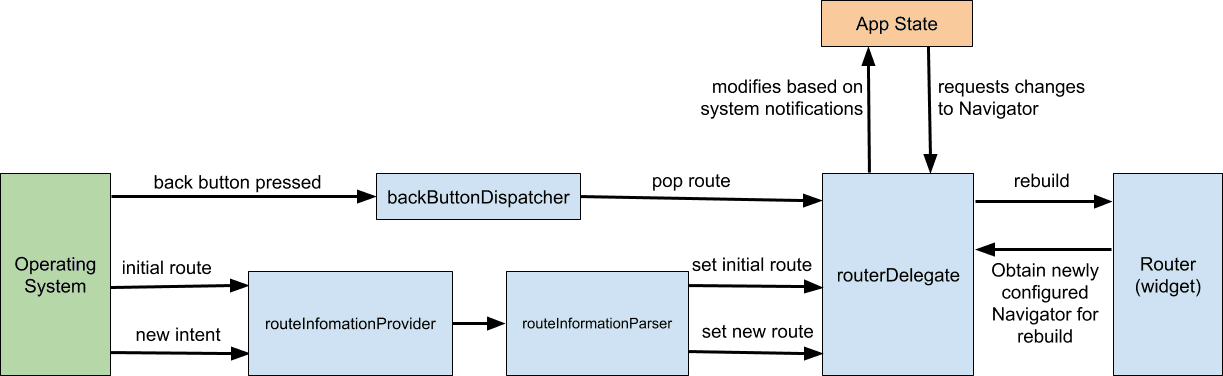 App State
modifies based on
system notifications
requests changes
to Navigator
back button pressed
backButtonDispatcher
pop route
rebuild
Operating
System
initial route
new intent
routeInfomationProvider
routeInformationParser
set initial route
set new route
routerDelegate
Obtain newly
configured
Navigator for
rebuild
Router
(widget)